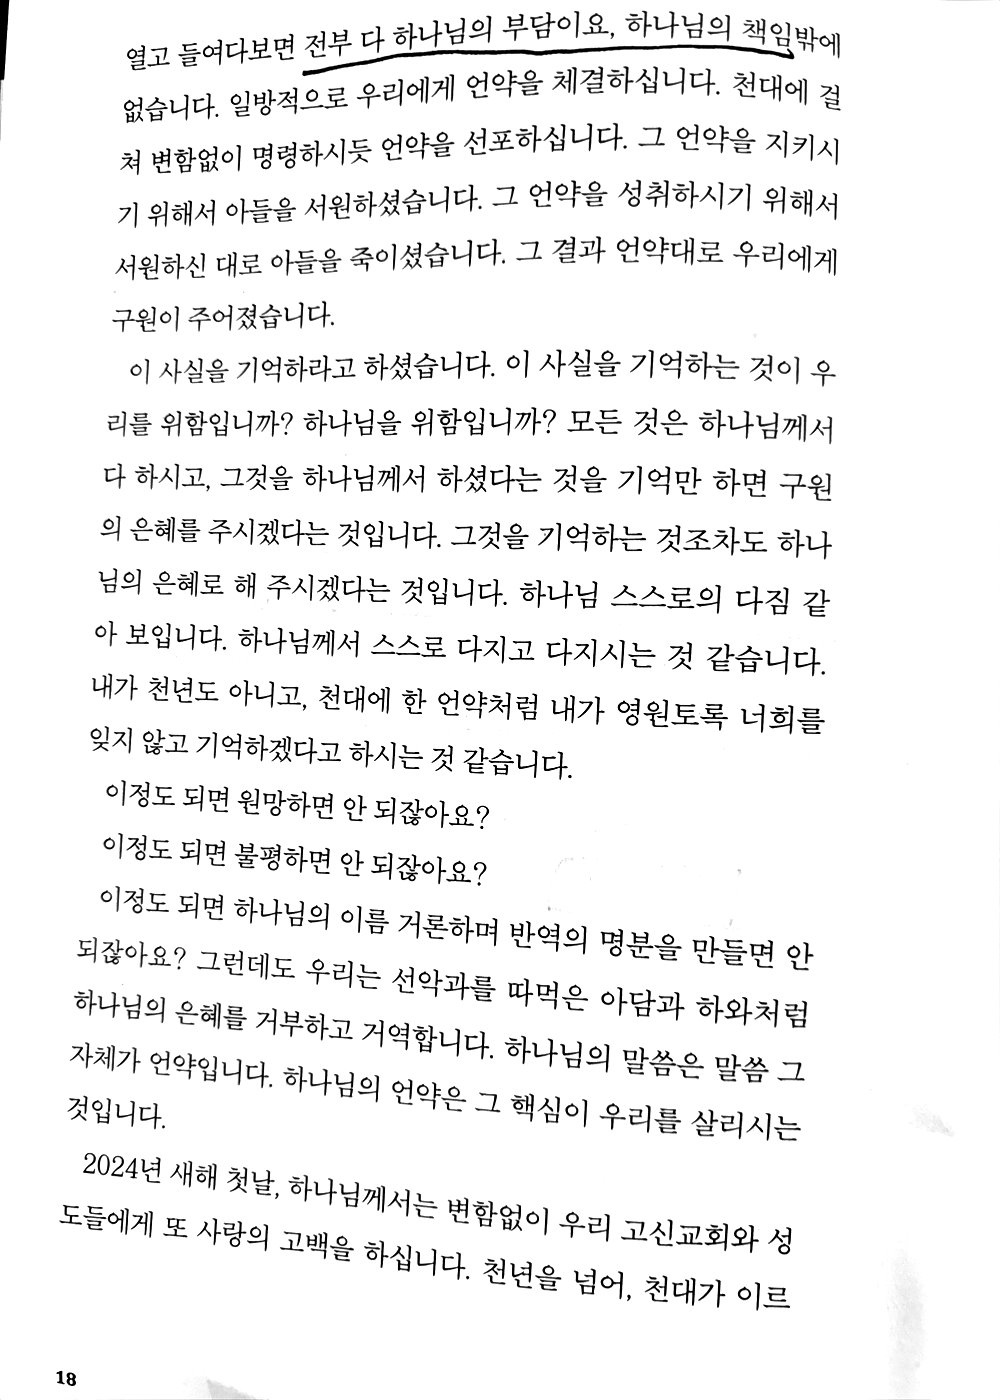 열고 들여다보면 전부 다 하나님의 부담이요, 하나님의 책임밖에
없습니다. 일방적으로 우리에게 언약을 체결하십니다. 천대에 걸
쳐 변함없이 명령하시듯 언약을 선포하십니다. 그 언약을 지키시
기 위해서 아들을 서원하셨습니다. 그 언약을 성취하시기 위해서
서원하신 대로 아들을 죽이셨습니다. 그 결과 언약대로 우리에게
구원이 주어졌습니다.
이 사실을 기억하라고 하셨습니다. 이 사실을 기억하는 것이 우
리를 위함입니까? 하나님을 위함입니까? 모든 것은 하나님께서
다 하시고, 그것을 하나님께서 하셨다는 것을 기억만 하면 구원
의 은혜를 주시겠다는 것입니다. 그것을 기억하는 것조차도 하나
님의 은혜로 해 주시겠다는 것입니다. 하나님 스스로의 다짐 같
아 보입니다. 하나님께서 스스로 다지고 다지시는 것 같습니다.
내가 천년도 아니고, 천대에 한 언약처럼 내가 영원토록 너희를
잊지 않고 기억하겠다고 하시는 것 같습니다.
이정도 되면 원망하면 안 되잖아요?
이정도 되면 불평하면 안 되잖아요?
이정도 되면 하나님의 이름 거론하며 반역의 명분을 만들면 안
되잖아요? 그런데도 우리는 선악과를 따먹은 아담과 하와처럼
하나님의 은혜를 거부하고 거역합니다. 하나님의 말씀은 말씀 그
자체가 언약입니다. 하나님의 언약은 그 핵심이 우리를 살리시는
것입니다.
2024년 새해 첫날, 하나님께서는 변함없이 우리 고신교회와 성
도들에게 또 사랑의 고백을 하십니다. 천년을 넘어, 천대가 이르
18